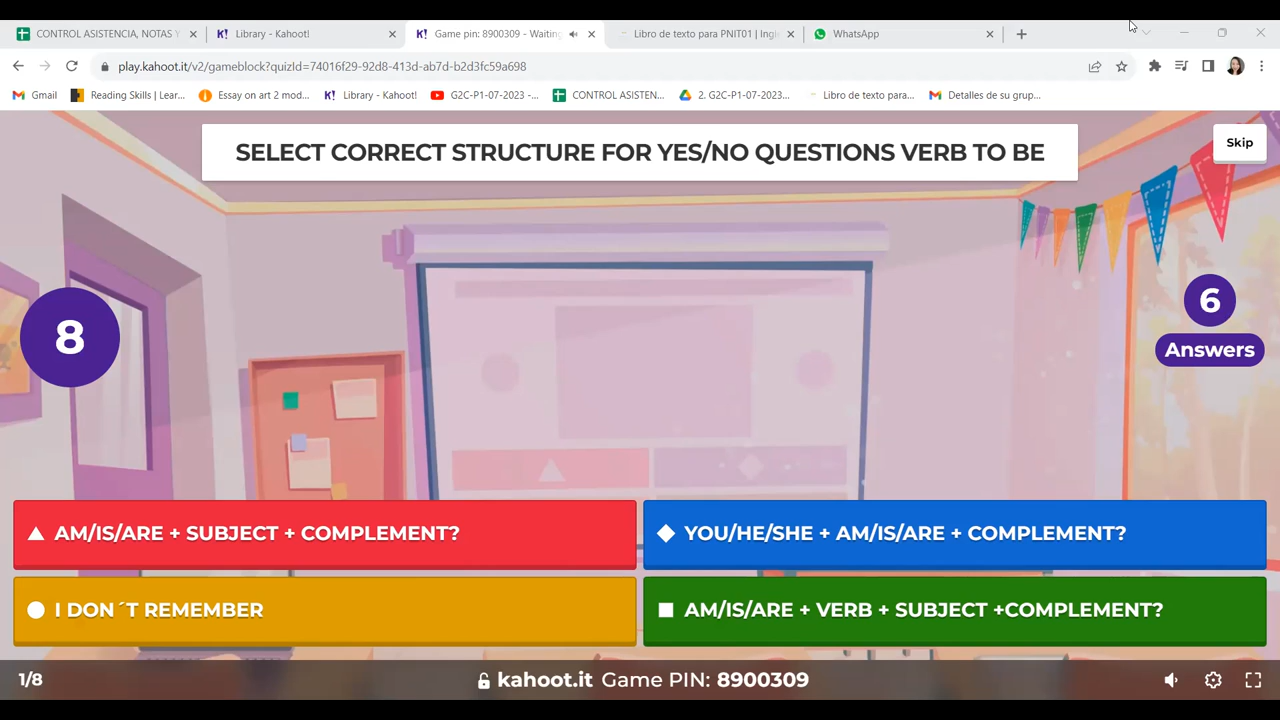 CONTROL ASISTENCIA, NOTAS Y
Library - Kahoot!
Game pin: 8900309 - Waiting
Libro de texto para PNIT01 | Ingl
WhatsApp
play.kahoot.it/v2/gameblock?quizId=74016f29-92d8-413d-ab7d-b2d3fc59a698
Gmail
Reading Skills | Lear...
Essay on art 2 mod...
Library - Kahoot!
G2C-P1-07-2023 -...
CONTROL ASISTEN...
2. G2C-P1-07-2023...
Libro de texto para...
Detalles de su grup...
SELECT CORRECT STRUCTURE FOR YES/NO QUESTIONS VERB TO BE
Skip
8
6
Answers
AM/IS/ARE + SUBJECT + COMPLEMENT?
YOU/HE/SHE + AM/IS/ARE + COMPLEMENT?
I DON´T REMEMBER
AM/IS/ARE + VERB + SUBJECT +COMPLEMENT?
1/8
kahoot.it Game PIN: 8900309